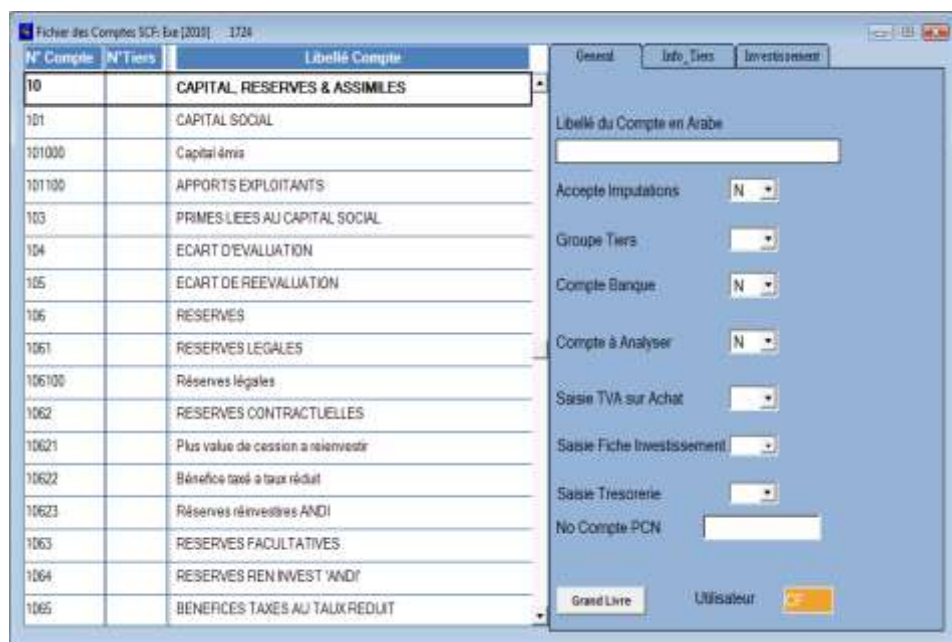 Fichier des Comptes SCF: Exe [2010] 1724
N° Compte N°Tiers Libellé Compte
10 CAPITAL, RESERVES & ASSIMILES
101 CAPITAL SOCIAL
101000 Capital émis
101100 APPORTS EXPLOITANTS
103 PRIMES LIEES AU CAPITAL SOCIAL
104 ECART D'EVALUATION
105 ECART DE REEVALUATION
106 RESERVES
1061 RESERVES LEGALES
106100 Réserves légales
1062 RESERVES CONTRACTUELLES
10621 Plus value de cession a reienvestir
10622 Bénefice taxé a taux réduit
10623 Réserves réinvestires ANDI
1063 RESERVES FACULTATIVES
1064 RESERVES REN INVEST 'ANDI'
1065 BENEFICES TAXES AU TAUX REDUIT
General Info_Tiers Investissement
Libellé du Compte en Arabe
Accepte Imputations N
Groupe Tiers
Compte Banque N
Compte à Analyser N
Saisie TVA sur Achat
Saisie Fiche Investissement
Saisie Tresorerie
No Compte PCN
Grand Livre Utilisateur CF